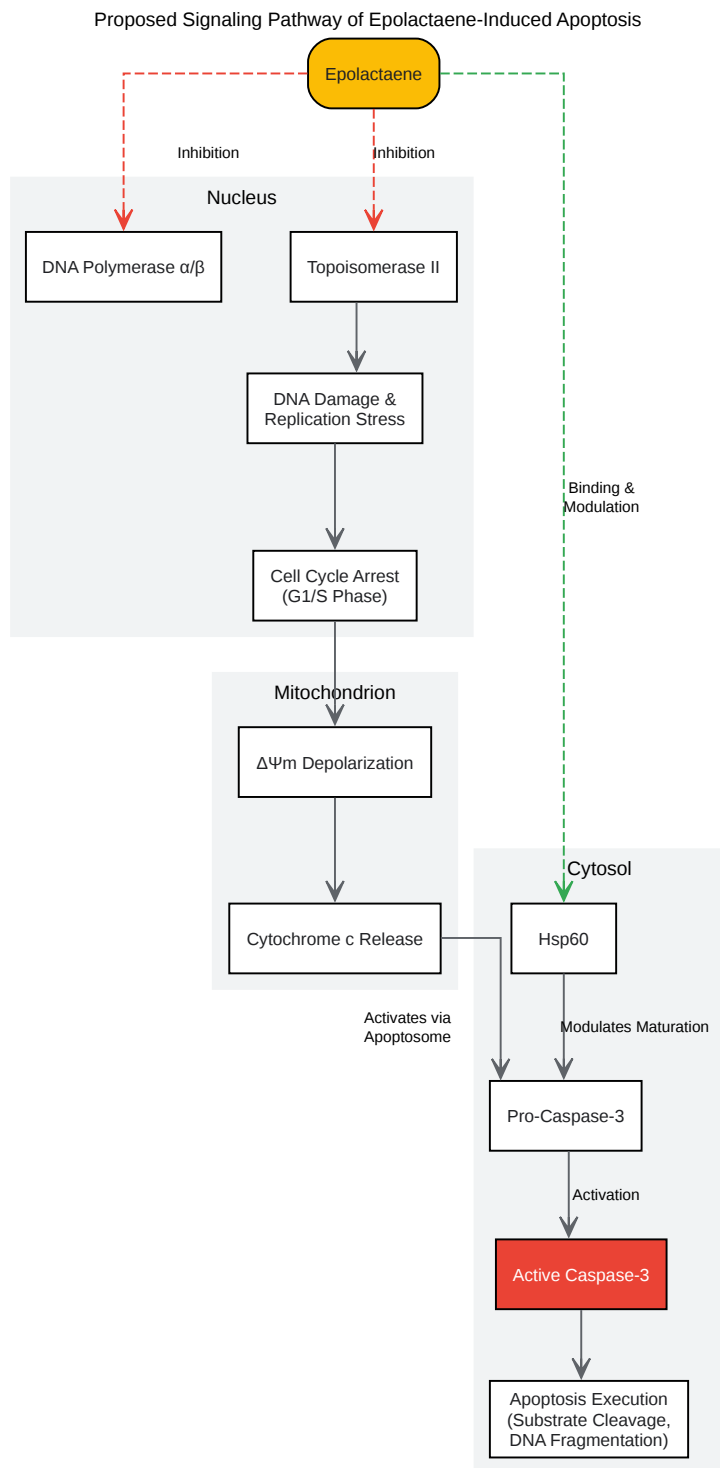 Proposed Signaling Pathway of Epolactaene-Induced Apoptosis
Epolactaene
Inhibition
Inhibition
Nucleus
DNA Polymerase α/β
Topoisomerase II
DNA Damage &
Replication Stress
Binding &
Modulation
Cell Cycle Arrest
(G1/S Phase)
Mitochondrion
ΔΨm Depolarization
Cytosol
Cytochrome c Release
Hsp60
Activates via
Apoptosome
Modulates Maturation
Pro-Caspase-3
Activation
Active Caspase-3
Apoptosis Execution
(Substrate Cleavage,
DNA Fragmentation)